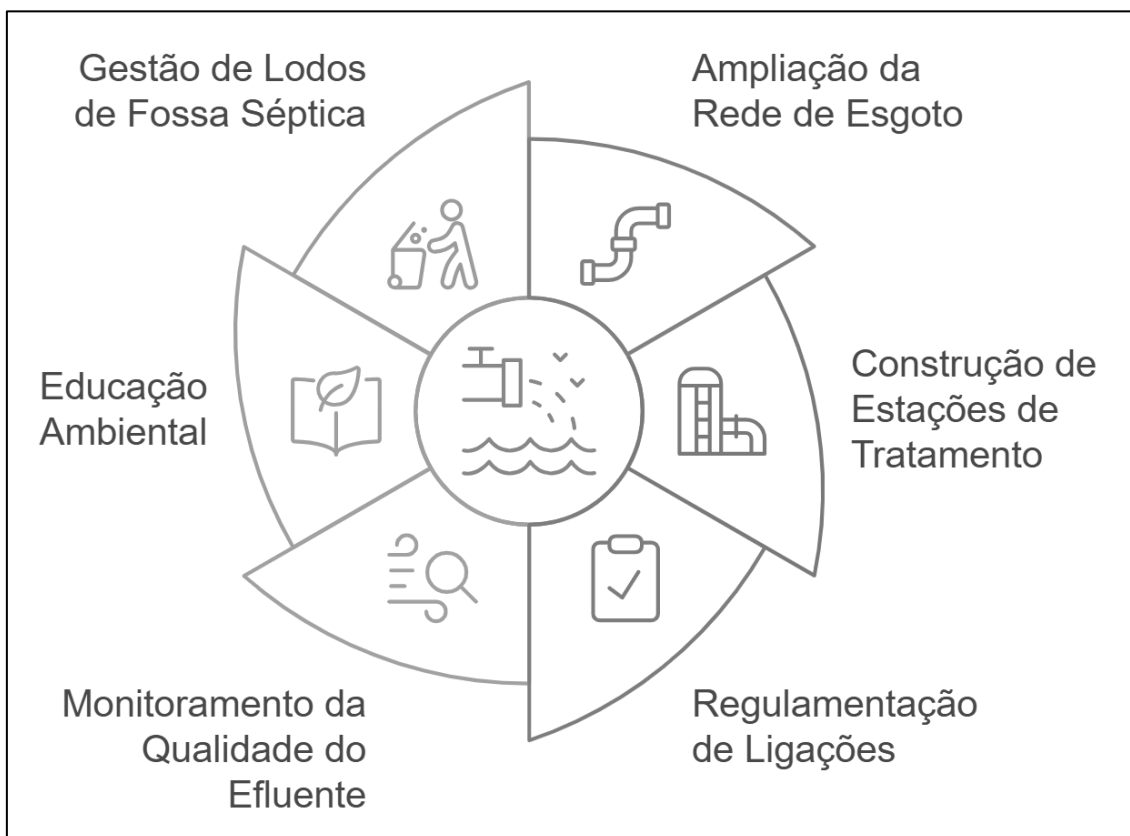 Gestão de Lodos
de Fossa Séptica
Ampliação da
Rede de Esgoto
Educação
Ambiental
Construção de
Estações de
Tratamento
Monitoramento da
Qualidade do
Efluente
Regulamentação
de Ligações